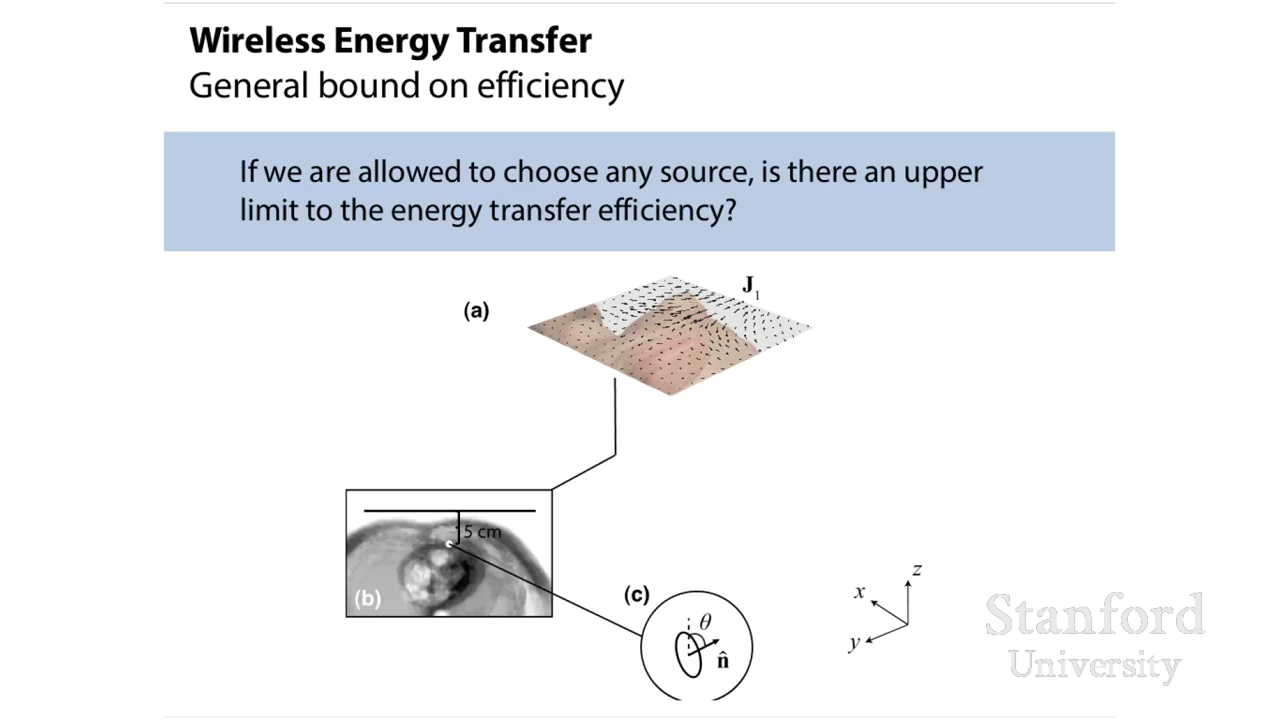 Wireless Energy Transfer
General bound on efficiency
If we are allowed to choose any source, is there an upper
limit to the energy transfer efficiency?
(a)
J1
5 cm
(b)
(c)
θ
n̂
z
x
y
Stanford
University